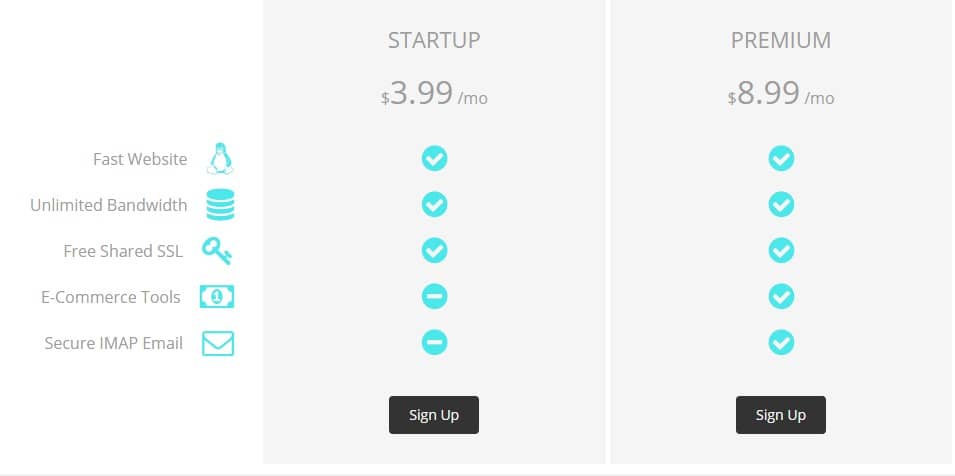 STARTUP
PREMIUM
$3.99 /mo
$8.99 /mo
Fast Website
Unlimited Bandwidth
Free Shared SSL
E-Commerce Tools
1
Secure IMAP Email
Sign Up
Sign Up